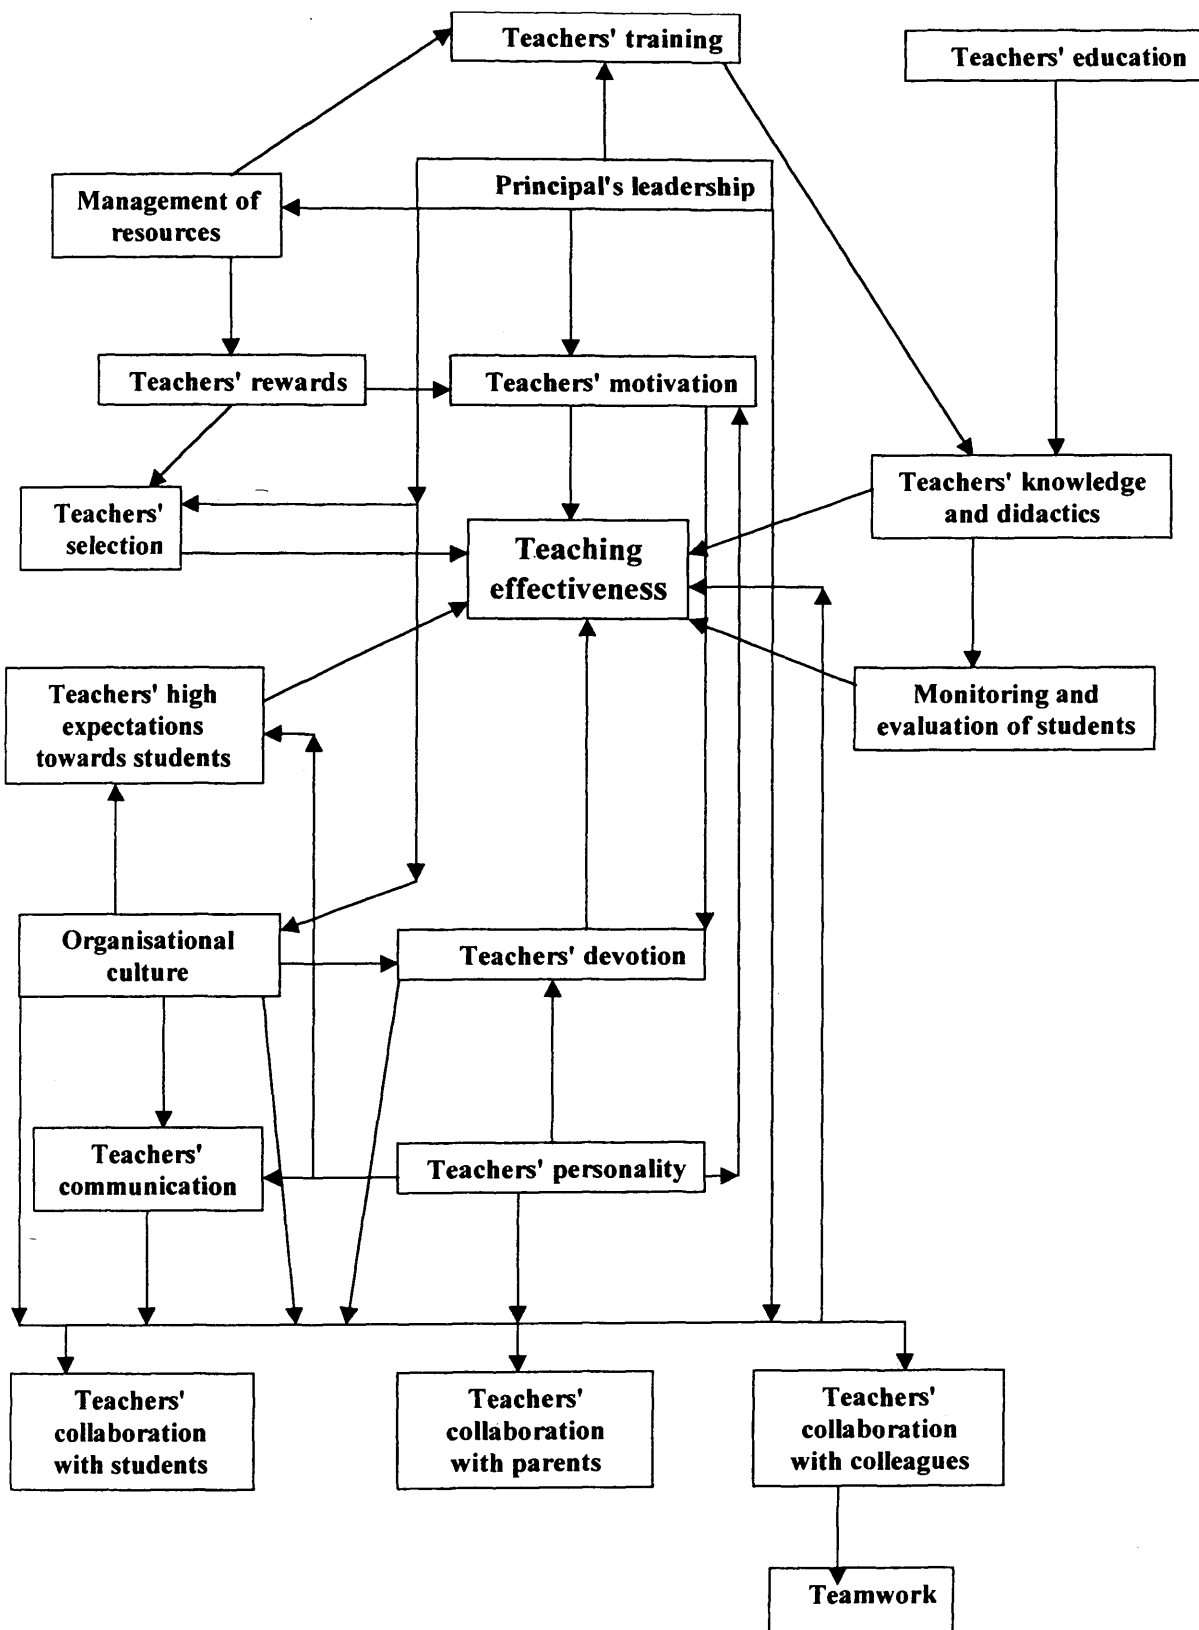 Teachers' training
Teachers' education
Principal's leadership
Management of
resources
Teachers' rewards
Teachers' motivation
Teachers' knowledge
and didactics
Teachers'
selection
Teaching
effectiveness
Teachers' high
expectations
towards students
Monitoring and
evaluation of students
Organisational
culture
Teachers' devotion
Teachers'
communication
Teachers' personality
Teachers'
collaboration
with students
Teachers'
collaboration
with parents
Teachers'
collaboration
with colleagues
Teamwork